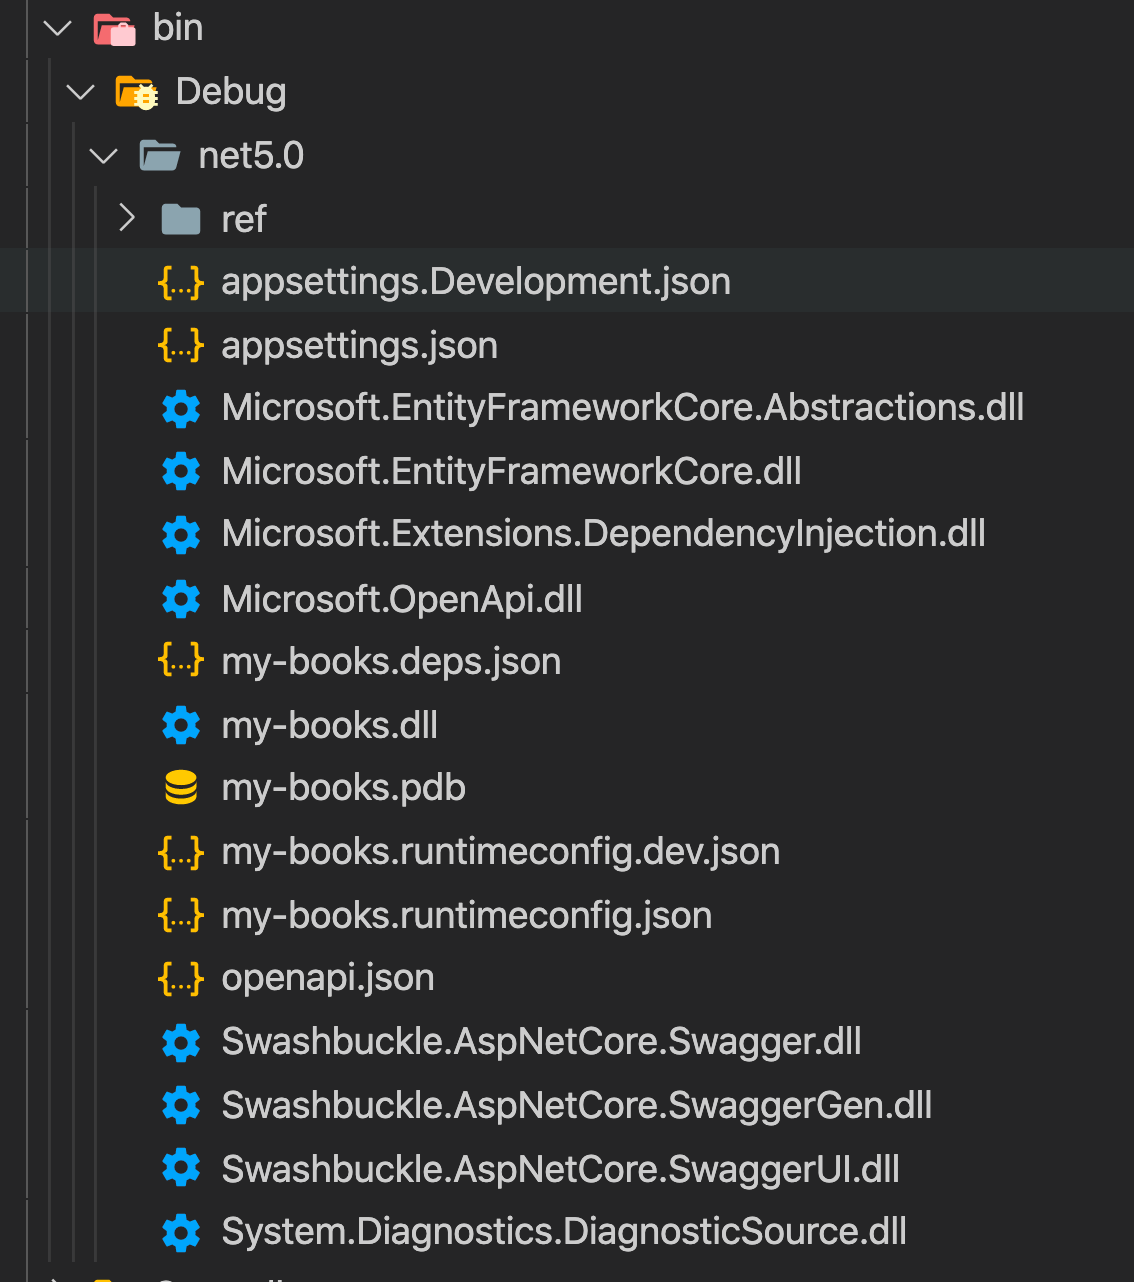 bin
Debug
net5.0
ref
appsettings.Development.json
appsettings.json
Microsoft.EntityFrameworkCore.Abstractions.dll
Microsoft.EntityFrameworkCore.dll
Microsoft.Extensions.DependencyInjection.dll
Microsoft.OpenApi.dll
my-books.deps.json
my-books.dll
my-books.pdb
my-books.runtimeconfig.dev.json
my-books.runtimeconfig.json
openapi.json
Swashbuckle.AspNetCore.Swagger.dll
Swashbuckle.AspNetCore.SwaggerGen.dll
Swashbuckle.AspNetCore.SwaggerUI.dll
System.Diagnostics.DiagnosticSource.dll